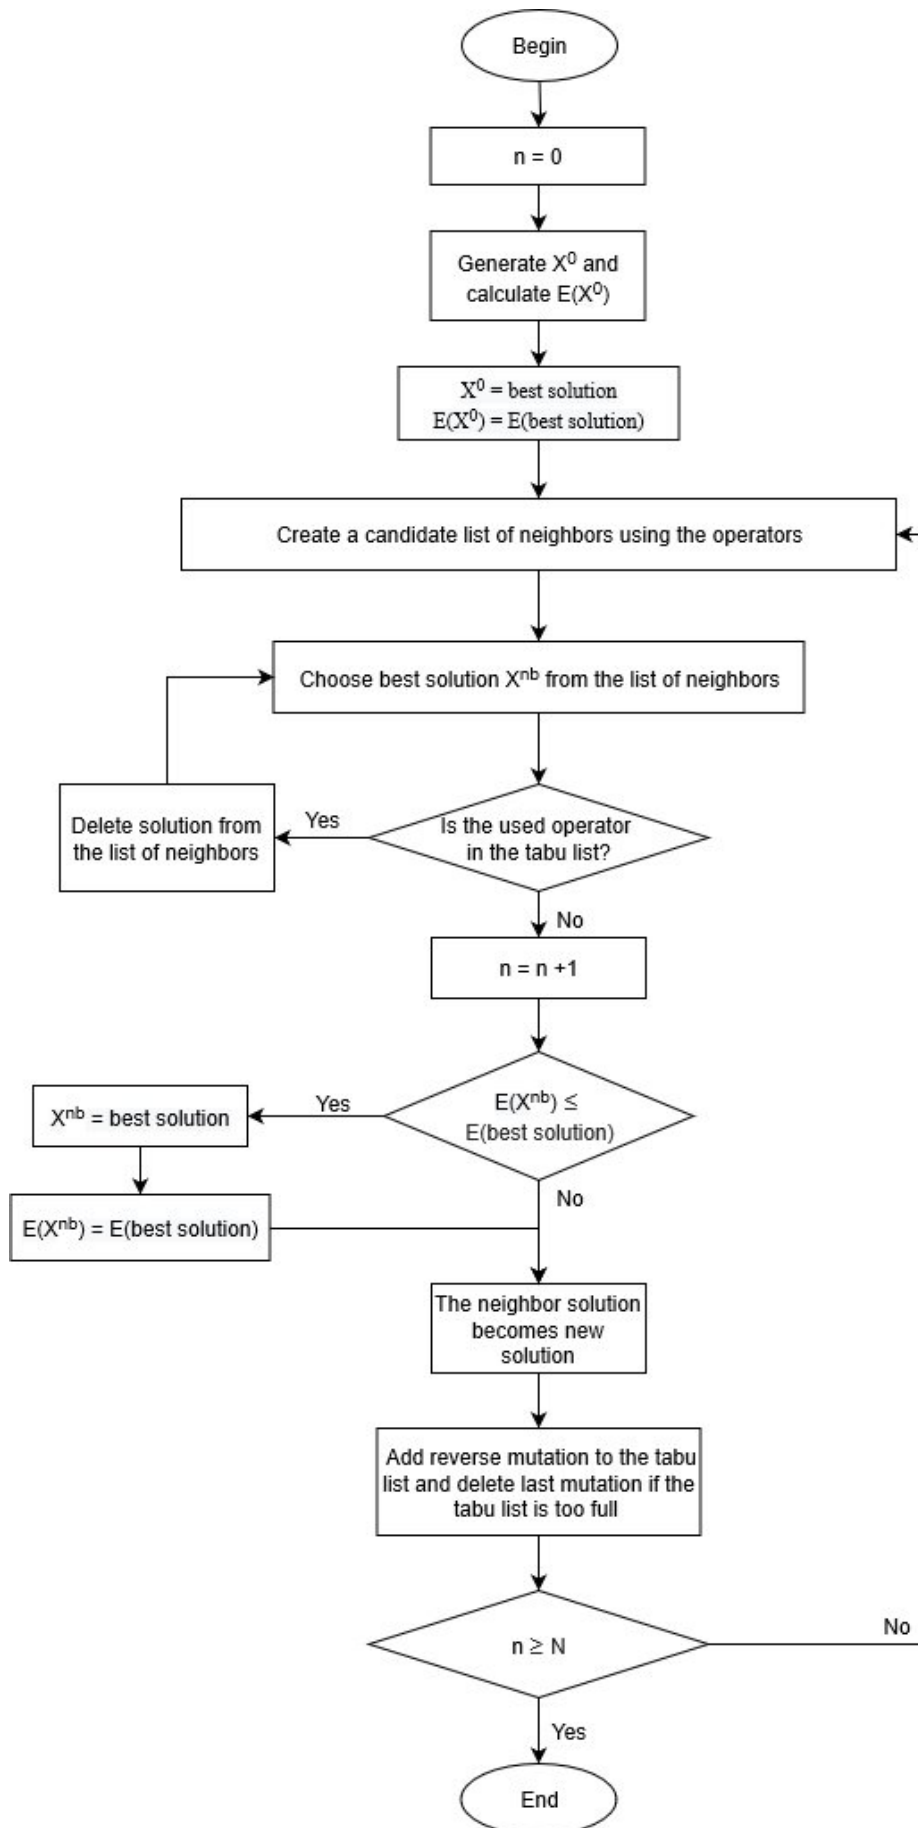 Begin
n = 0
Generate X⁰ and
calculate E(X⁰)
X⁰ = best solution
E(X⁰) = E(best solution)
Create a candidate list of neighbors using the operators
Choose best solution Xⁿᵇ from the list of neighbors
Delete solution from
the list of neighbors
Yes
Is the used operator
in the tabu list?
No
n = n +1
Xⁿᵇ = best solution
Yes
E(Xⁿᵇ) ≤
E(best solution)
No
E(Xⁿᵇ) = E(best solution)
The neighbor solution
becomes new
solution
Add reverse mutation to the tabu
list and delete last mutation if the
tabu list is too full
n ≥ N
No
Yes
End